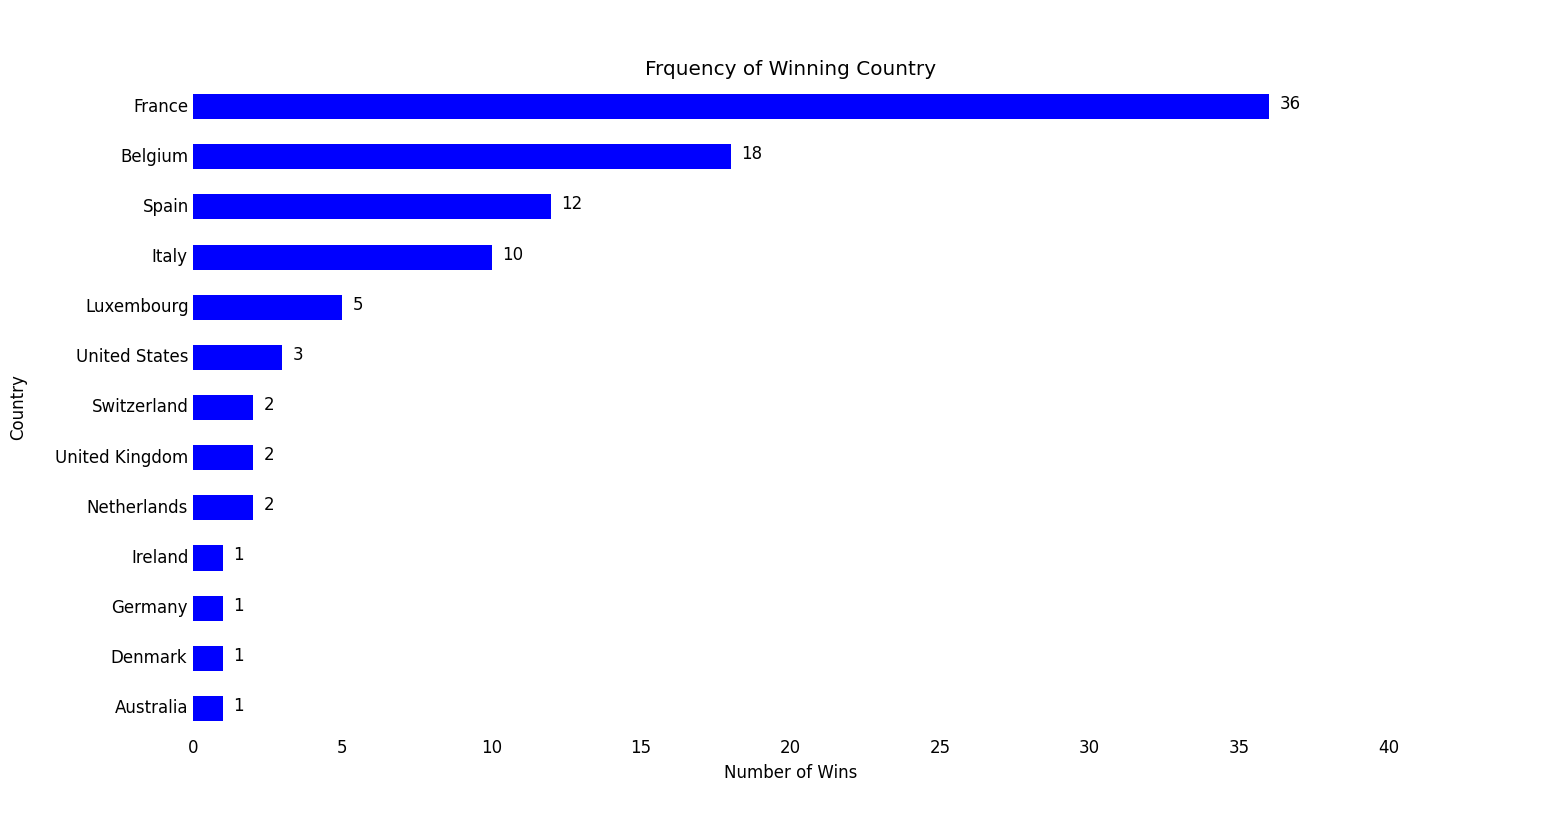 Frquency of Winning Country
France 36
Belgium 18
Spain 12
Italy 10
Luxembourg 5
United States 3
Switzerland 2
United Kingdom 2
Netherlands 2
Ireland 1
Germany 1
Denmark 1
Australia 1
Country
0 5 10 15 20 25 30 35 40
Number of Wins